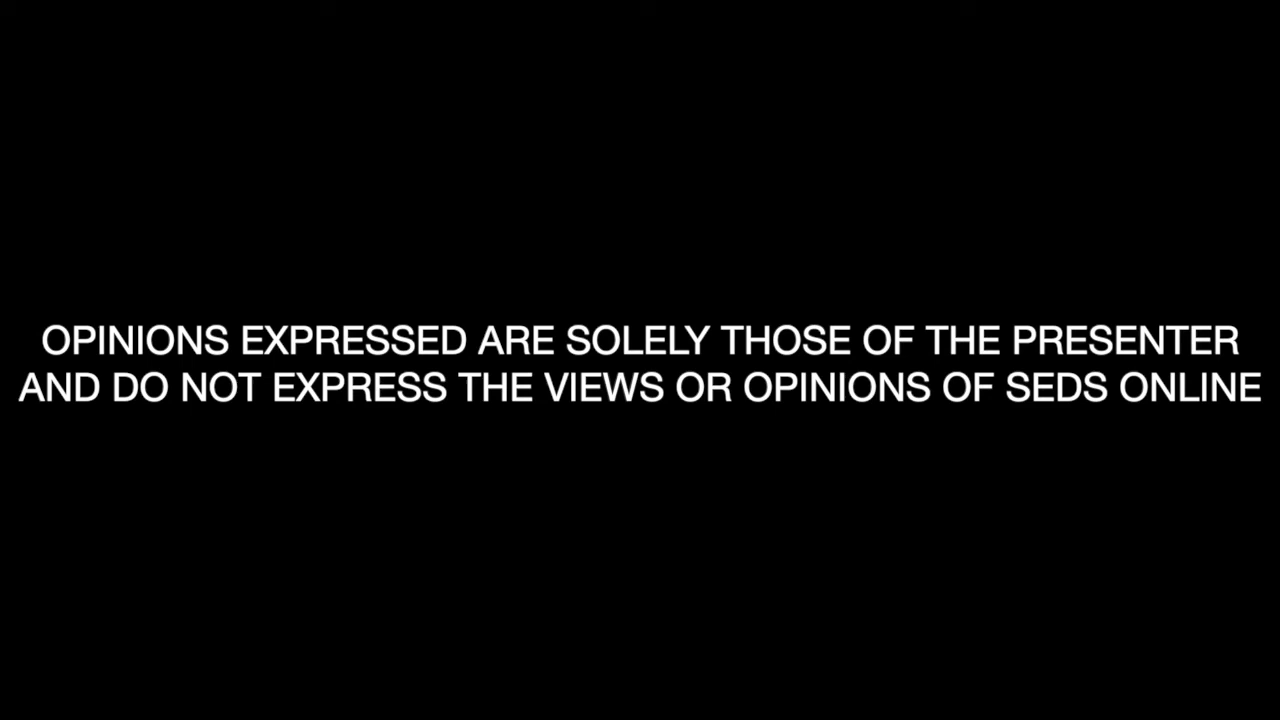 OPINIONS EXPRESSED ARE SOLELY THOSE OF THE PRESENTER
AND DO NOT EXPRESS THE VIEWS OR OPINIONS OF SEDS ONLINE